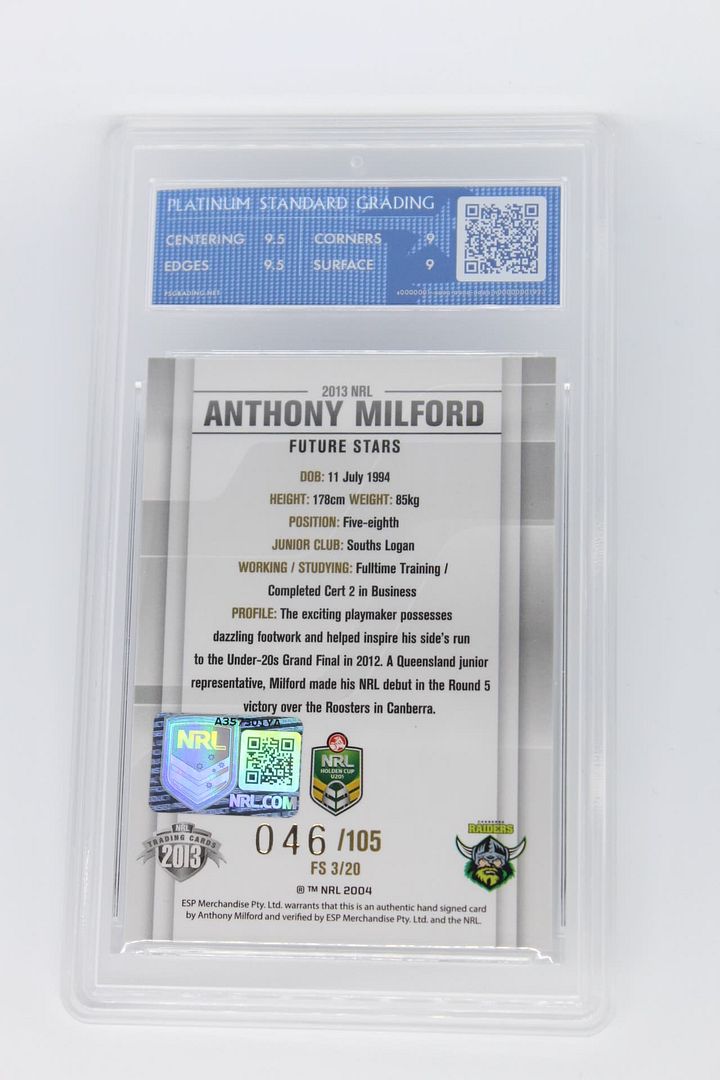 PLATINUM STANDARD GRADING
CENTERING 9.5 CORNERS 9
EDGES 9.5 SURFACE 9
PSGRADING.NET
2013 NRL
ANTHONY MILFORD
FUTURE STARS
DOB: 11 July 1994
HEIGHT: 178cm WEIGHT: 85kg
POSITION: Five-eighth
JUNIOR CLUB: Souths Logan
WORKING / STUDYING: Fulltime Training /
Completed Cert 2 in Business
PROFILE: The exciting playmaker possesses
dazzling footwork and helped inspire his side's run
to the Under-20s Grand Final in 2012. A Queensland junior
representative, Milford made his NRL debut in the Round 5
victory over the Roosters in Canberra.
NRL
NRL.COM
NRL
HOLDEN CUP
NRL
TRADING CARDS
2013
046 /105
FS 3/20
RAIDERS
® ™ NRL 2004
ESP Merchandise Pty. Ltd. warrants that this is an authentic hand signed card
by Anthony Milford and verified by ESP Merchandise Pty. Ltd. and the NRL.